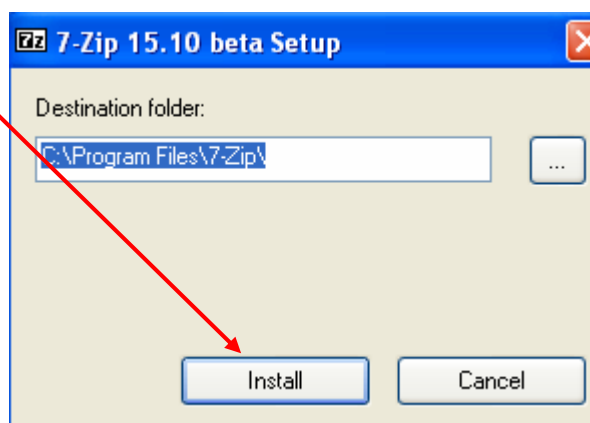 7z 7-Zip 15.10 beta Setup
Destination folder:
C:\Program Files\7-Zip\
...
Install Cancel